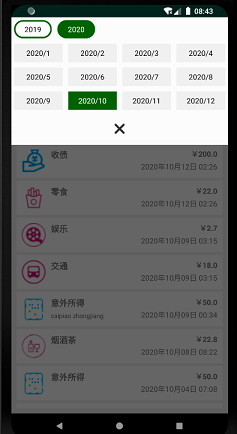 08:43
2019 2020
2020/1 2020/2 2020/3 2020/4
2020/5 2020/6 2020/7 2020/8
2020/9 2020/10 2020/11 2020/12
收债 ￥200.0
2020年10月12日 02:26
零食 ￥22.0
2020年10月12日 02:26
娱乐 ￥2.7
2020年10月09日 03:15
交通 ￥18.0
2020年10月09日 03:15
意外所得 ￥50.0
caipiao zhongjiang 2020年10月09日 00:34
烟酒茶 ￥22.8
2020年10月08日 08:22
意外所得 ￥50.0
2020年10月04日 07:08